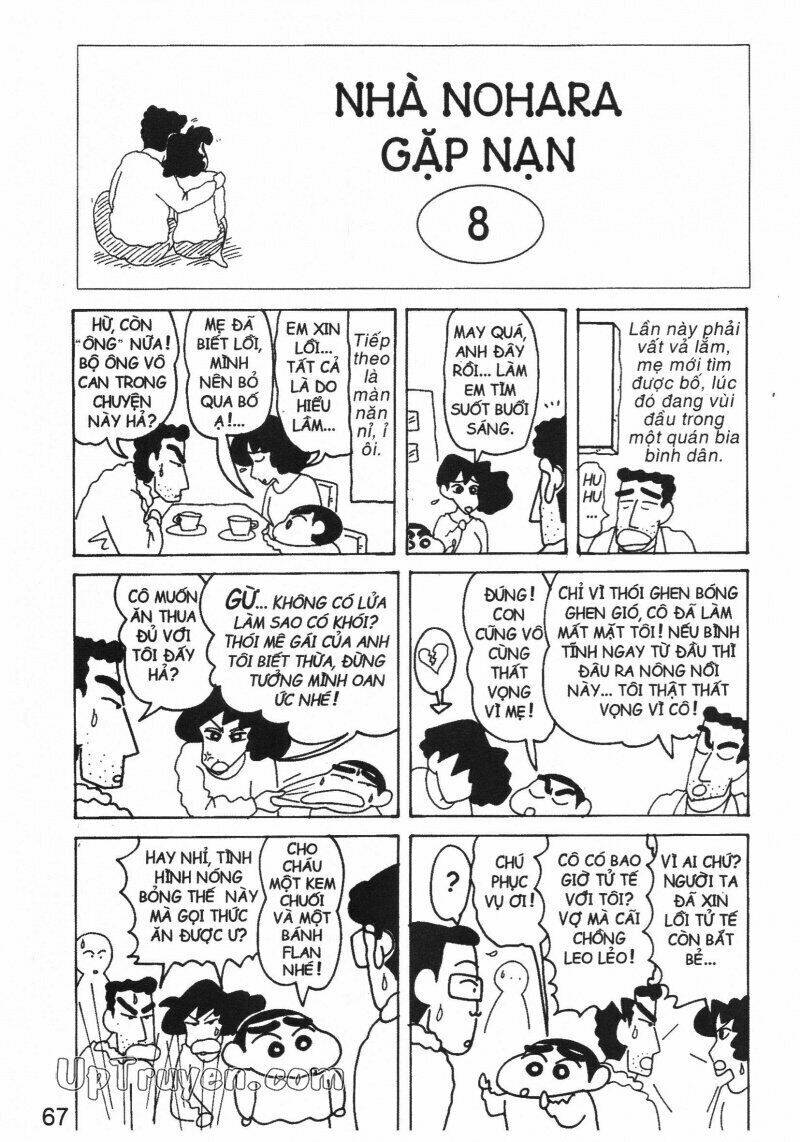 NHÀ NOHARA
GẶP NẠN
8
Lần này phải
vất vả lắm,
mẹ mới tìm
được bố, lúc
đó đang vùi
đầu trong
một quán bia
bình dân.
HU
HU
...
MAY QUÁ,
ANH ĐÂY
RỒI... LÀM
EM TÌM
SUỐT BUỔI
SÁNG.
Tiếp
theo
là
màn
năn
nỉ, ỉ
ôi.
EM XIN
LỖI...
TẤT CẢ
LÀ DO
HIỂU
LẦM...
MẸ ĐÃ
BIẾT LỖI,
MÌNH
NÊN BỎ
QUA BỐ
Ạ!...
HỪ, CÒN
"ÔNG" NỮA!
BỘ ÔNG VÔ
CAN TRONG
CHUYỆN
NÀY HẢ?
CHỈ VÌ THÓI GHEN BÓNG
GHEN GIÓ, CÔ ĐÃ LÀM
MẤT MẶT TÔI! NẾU BÌNH
TĨNH NGAY TỪ ĐẦU THÌ
ĐÂU RA NÔNG NỔI
NÀY... TÔI THẬT THẤT
VỌNG VÌ CÔ!
ĐÚNG!
CON
CŨNG VÔ
CÙNG
THẤT
VỌNG
VÌ MẸ!
GỪ... KHÔNG CÓ LỬA
LÀM SAO CÓ KHÓI?
THÓI MÊ GÁI CỦA ANH
TÔI BIẾT THỪA, ĐỪNG
TƯỞNG MÌNH OAN
ỨC NHÉ!
CÔ MUỐN
ĂN THUA
ĐỦ VỚI
TÔI ĐẤY
HẢ?
VÌ AI CHỨ?
NGƯỜI TA
ĐÃ XIN
LỖI TỬ TẾ
CÒN BẮT
BẺ...
CÔ CÓ BAO
GIỜ TỬ TẾ
VỚI TÔI?
VỢ MÀ CÃI
CHỒNG
LEO LẺO!
CHÚ
PHỤC
VỤ ƠI!
?
CHO
CHÁU
MỘT KEM
CHUỐI
VÀ MỘT
BÁNH
FLAN
NHÉ!
HAY NHỈ, TÌNH
HÌNH NÓNG
BỎNG THẾ NÀY
MÀ GỌI THỨC
ĂN ĐƯỢC Ư?
UpTruyen.com
67